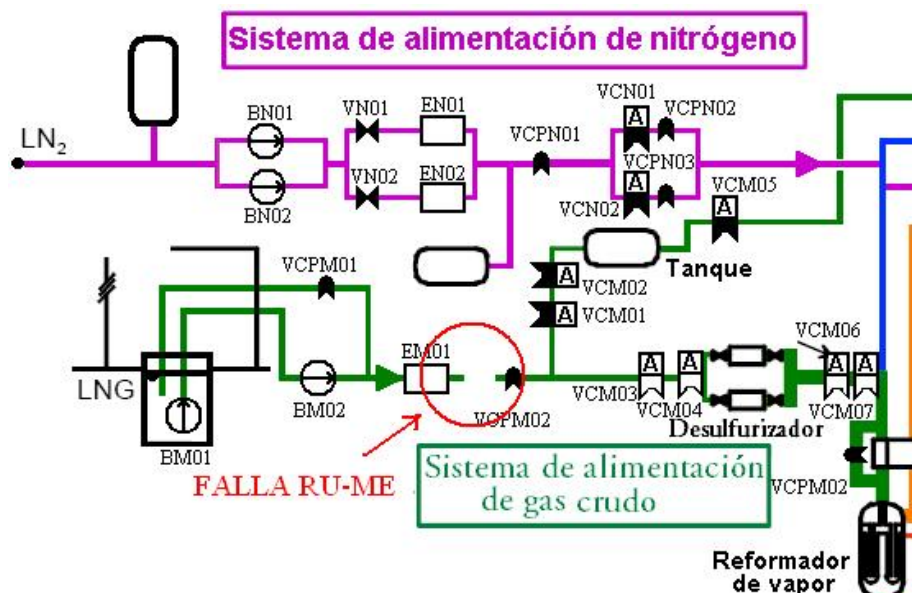 Sistema de alimentación de nitrógeno
LN2
BN01
BN02
VN01
VN02
EN01
EN02
VCPN01
VCN01
VCPN02
VCPN03
VCN02
A
A
VCM05
A
Tanque
VCPM01
VCM02
A
VCM01
A
LNG
BM01
BM02
EM01
VCPM02
FALLA RU-ME
VCM03
A
VCM04
A
Desulfurizador
VCM06
A
A
VCM07
Sistema de alimentación
de gas crudo
VCPM02
Reformador
de vapor